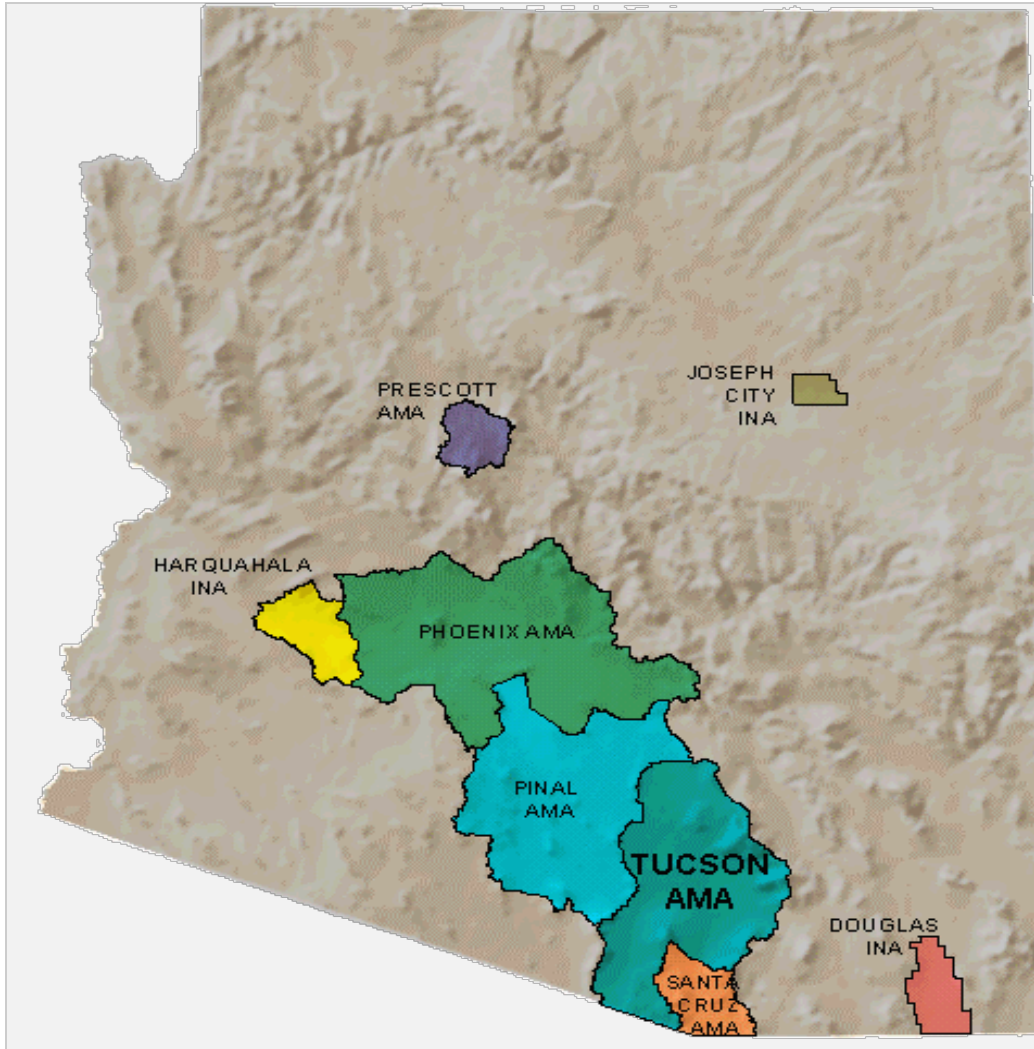 PRESCOTT
AMA
JOSEPH
CITY
INA
HARQUAHALA
INA
PHOENIX AMA
PINAL
AMA
TUCSON
AMA
DOUGLAS
INA
SANTA
CRUZ
AMA